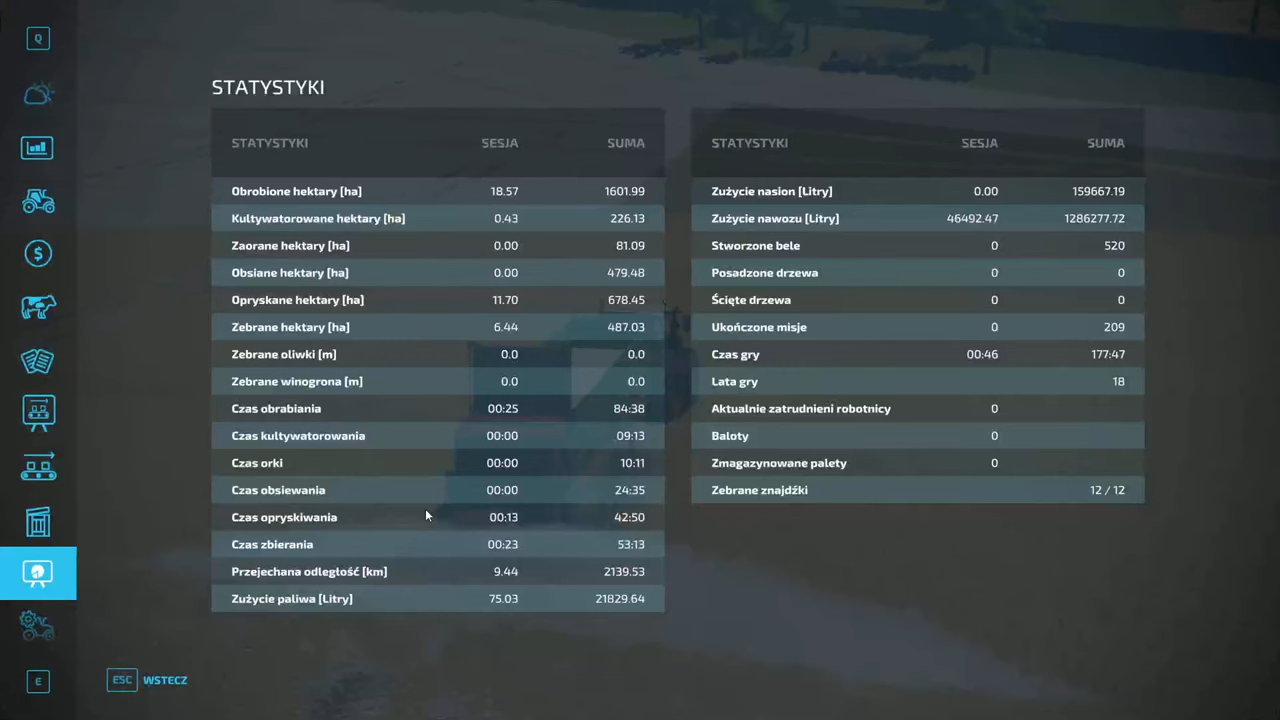 Q
STATYSTYKI
STATYSTYKI SESJA SUMA
Obrobione hektary [ha] 18.57 1601.99
Kultywatorowane hektary [ha] 0.43 226.13
Zaorane hektary [ha] 0.00 81.09
Obsiane hektary [ha] 0.00 479.48
Opryskane hektary [ha] 11.70 678.45
Zebrane hektary [ha] 6.44 487.03
Zebrane oliwki [m] 0.0 0.0
Zebrane winogrona [m] 0.0 0.0
Czas obrabiania 00:25 84:38
Czas kultywatorowania 00:00 09:13
Czas orki 00:00 10:11
Czas obsiewania 00:00 24:35
Czas opryskiwania 00:13 42:50
Czas zbierania 00:23 53:13
Przejechana odległość [km] 9.44 2139.53
Zużycie paliwa [Litry] 75.03 21829.64
STATYSTYKI SESJA SUMA
Zużycie nasion [Litry] 0.00 159667.19
Zużycie nawozu [Litry] 46492.47 1286277.72
Stworzone bele 0 520
Posadzone drzewa 0 0
Ścięte drzewa 0 0
Ukończone misje 0 209
Czas gry 00:46 177:47
Lata gry 18
Aktualnie zatrudnieni robotnicy 0
Baloty 0
Zmagazynowane palety 0
Zebrane znajdźki 12 / 12
E
ESC WSTECZ